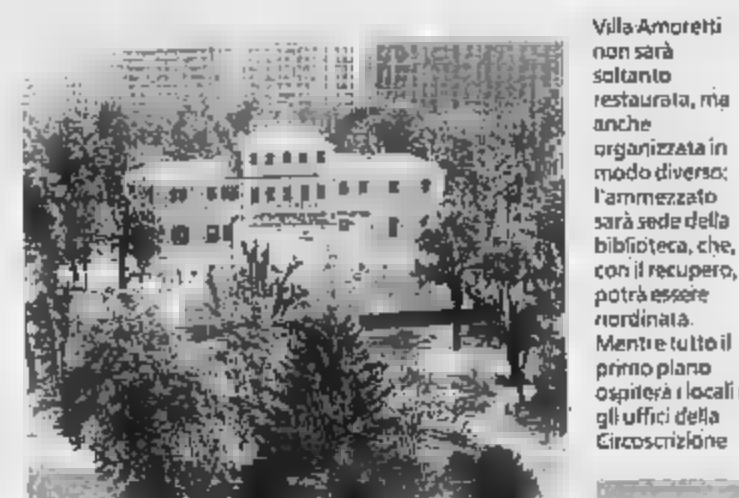 Villa Amoretti
non sarà
soltanto
restaurata, ma
anche
organizzata in
modo diverso:
l'ammezzato
sarà sede della
biblioteca, che,
con il recupero,
potrà essere
riordinata.
Mentre tutto il
primo piano
ospiterà i locali
gli uffici della
Circoscrizione